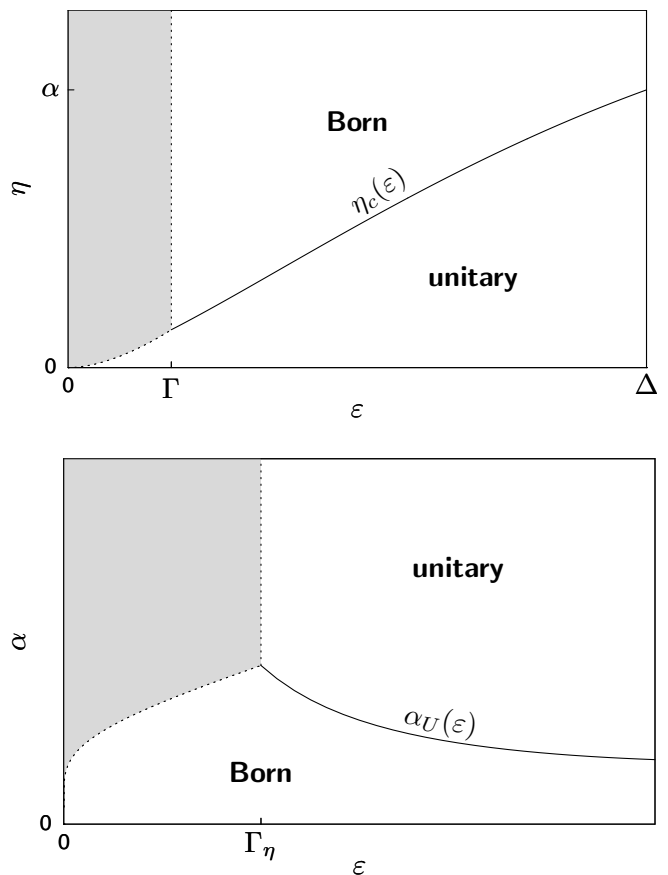 α
Born
η_c(ε)
η
unitary
0
0 Γ Δ
ε
unitary
α
α_U(ε)
Born
0
0 Γ_η
ε